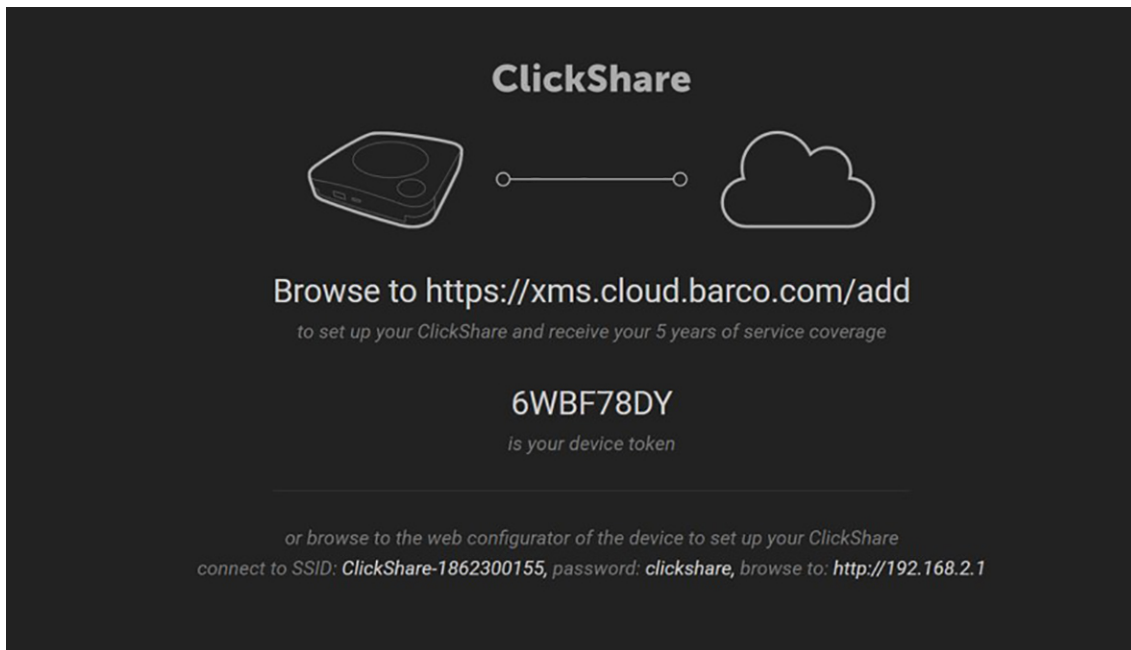 ClickShare
Browse to https://xms.cloud.barco.com/add
to set up your ClickShare and receive your 5 years of service coverage
6WBF78DY
is your device token
or browse to the web configurator of the device to set up your ClickShare
connect to SSID: ClickShare-1862300155, password: clickshare, browse to: http://192.168.2.1